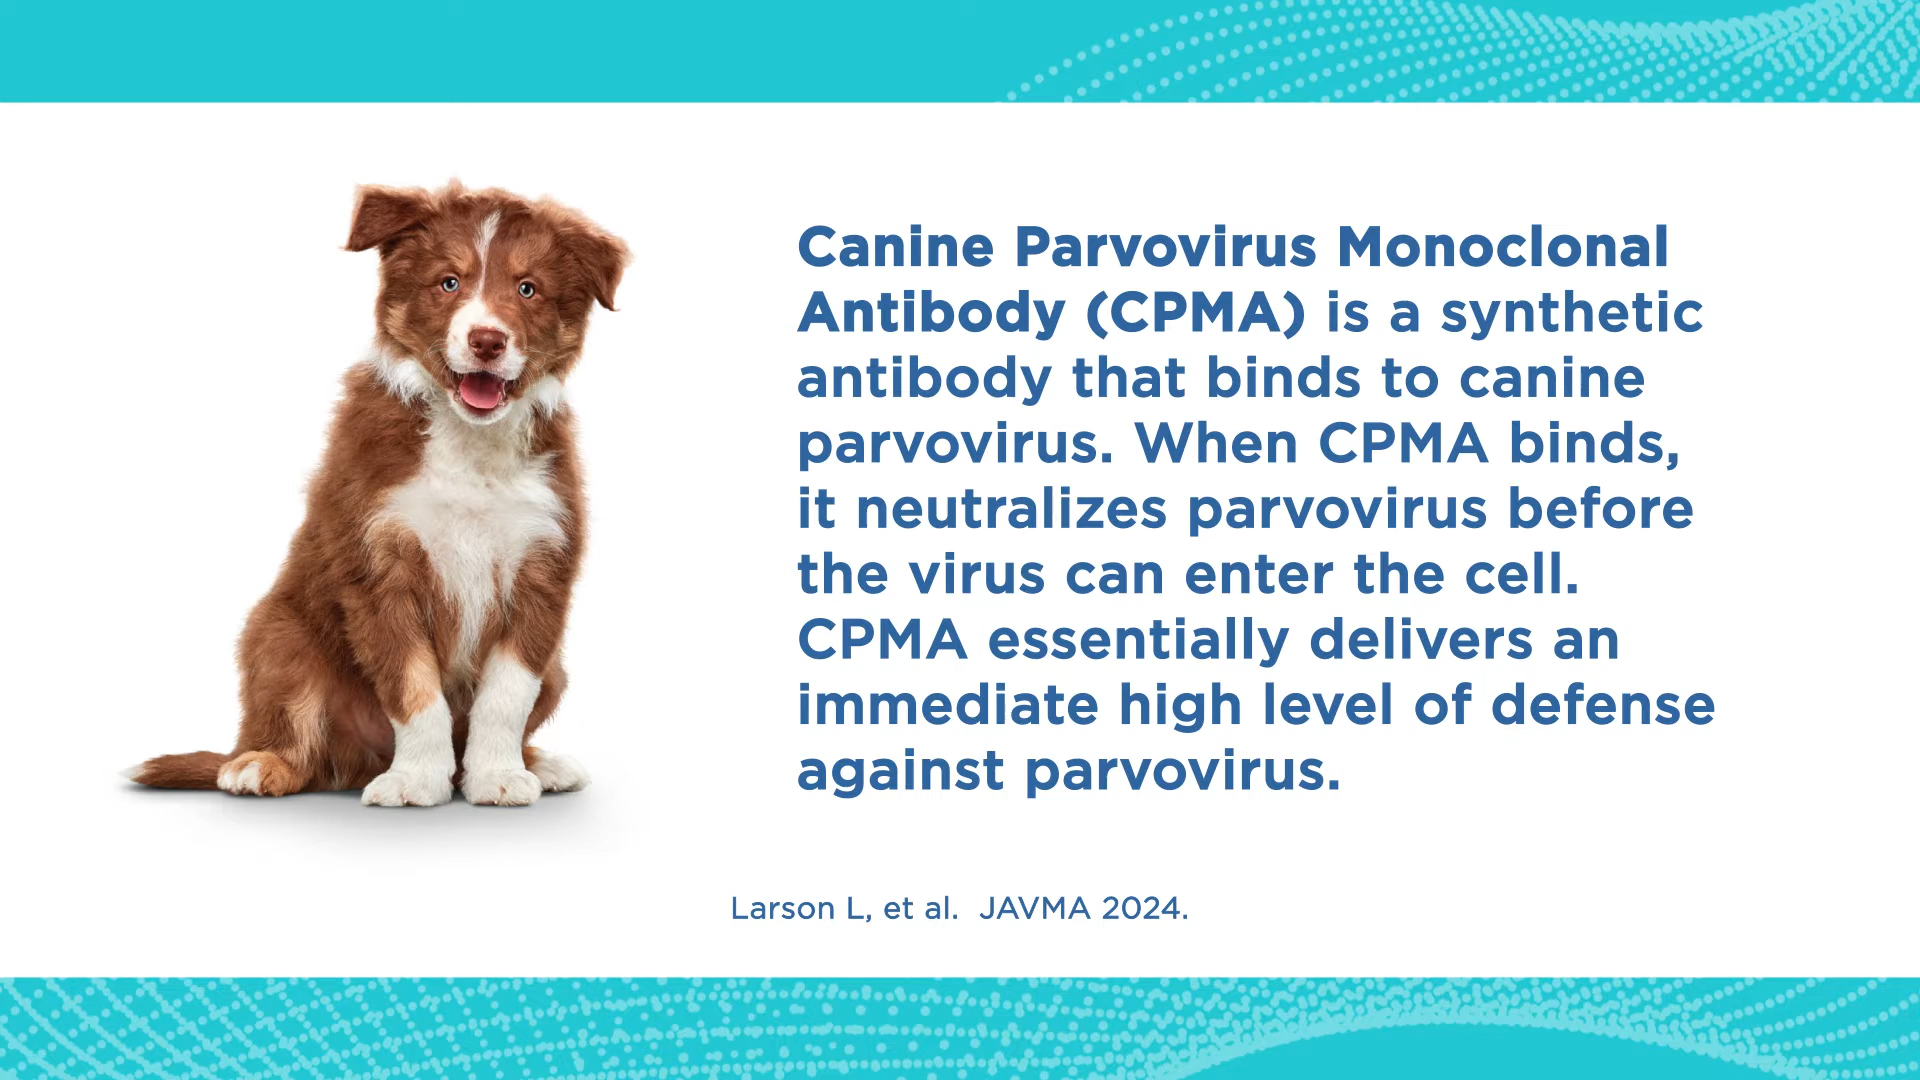 Canine Parvovirus Monoclonal
Antibody (CPMA) is a synthetic
antibody that binds to canine
parvovirus. When CPMA binds,
it neutralizes parvovirus before
the virus can enter the cell.
CPMA essentially delivers an
immediate high level of defense
against parvovirus.
Larson L, et al. JAVMA 2024.